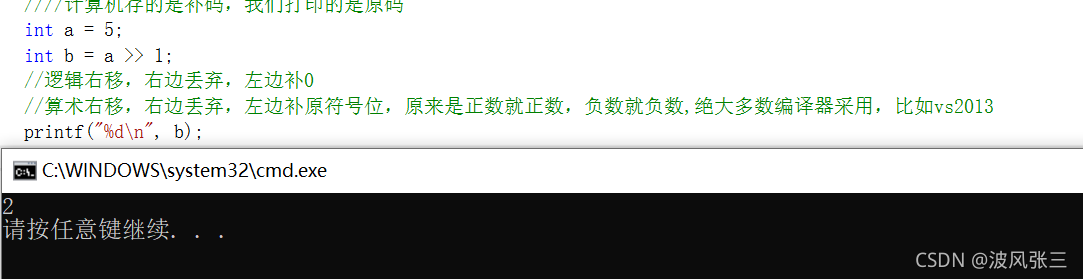 ////计算机存的是补码，我们打印的是原码
int a = 5;
int b = a >> 1;
//逻辑右移，右边丢弃，左边补0
//算术右移，右边丢弃，左边补原符号位，原来是正数就正数，负数就负数,绝大多数编译器采用，比如vs2013
printf("%d\n", b);
C:\WINDOWS\system32\cmd.exe
2
请按任意键继续. . .
CSDN @波风张三